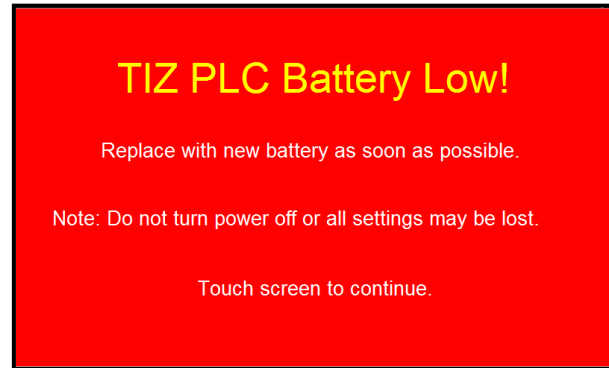 TIZ PLC Battery Low!
Replace with new battery as soon as possible.
Note: Do not turn power off or all settings may be lost.
Touch screen to continue.